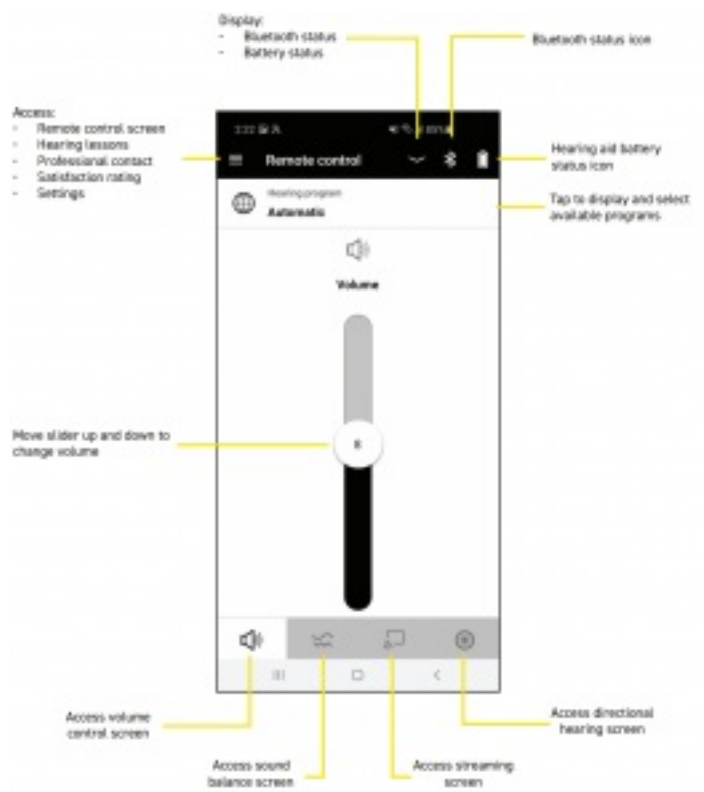 Display:
- Bluetooth status
- Battery status
Bluetooth status icon
Access:
- Remote control screen
- Hearing lessons
- Professional contact
- Satisfaction rating
- Settings
3:22
Remote control
Hearing aid battery
status icon
Hearing program
Automatic
Tap to display and select
available programs
Volume
Move slider up and down to
change volume
Access volume
control screen
Access sound
balance screen
Access streaming
screen
Access directional
hearing screen